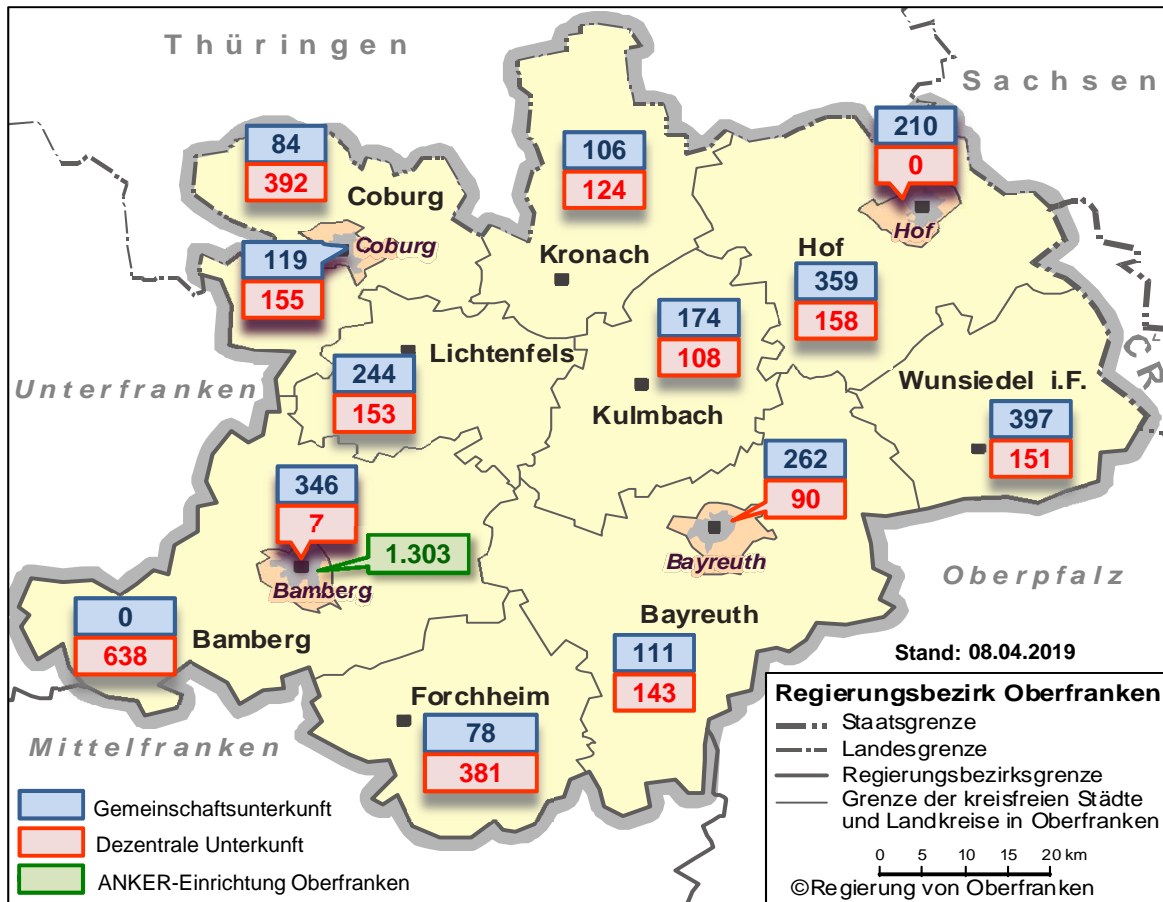 Thüringen
Sachsen
84
392
Coburg
106
124
210
0
Hof
Coburg
119
155
Kronach
Hof
359
158
174
108
Lichtenfels
Unterfranken
244
153
Kulmbach
CR
Wunsiedel i.F.
397
151
262
90
346
7
1.303
Bamberg
Bayreuth
Oberpfalz
0
638
Bamberg
Bayreuth
111
143
Stand: 08.04.2019
Forchheim
78
381
Mittelfranken
Gemeinschaftsunterkunft
Dezentrale Unterkunft
ANKER-Einrichtung Oberfranken
Regierungsbezirk Oberfranken
Staatsgrenze
Landesgrenze
Regierungsbezirksgrenze
Grenze der kreisfreien Städte
und Landkreise in Oberfranken
0 5 10 15 20 km
©Regierung von Oberfranken